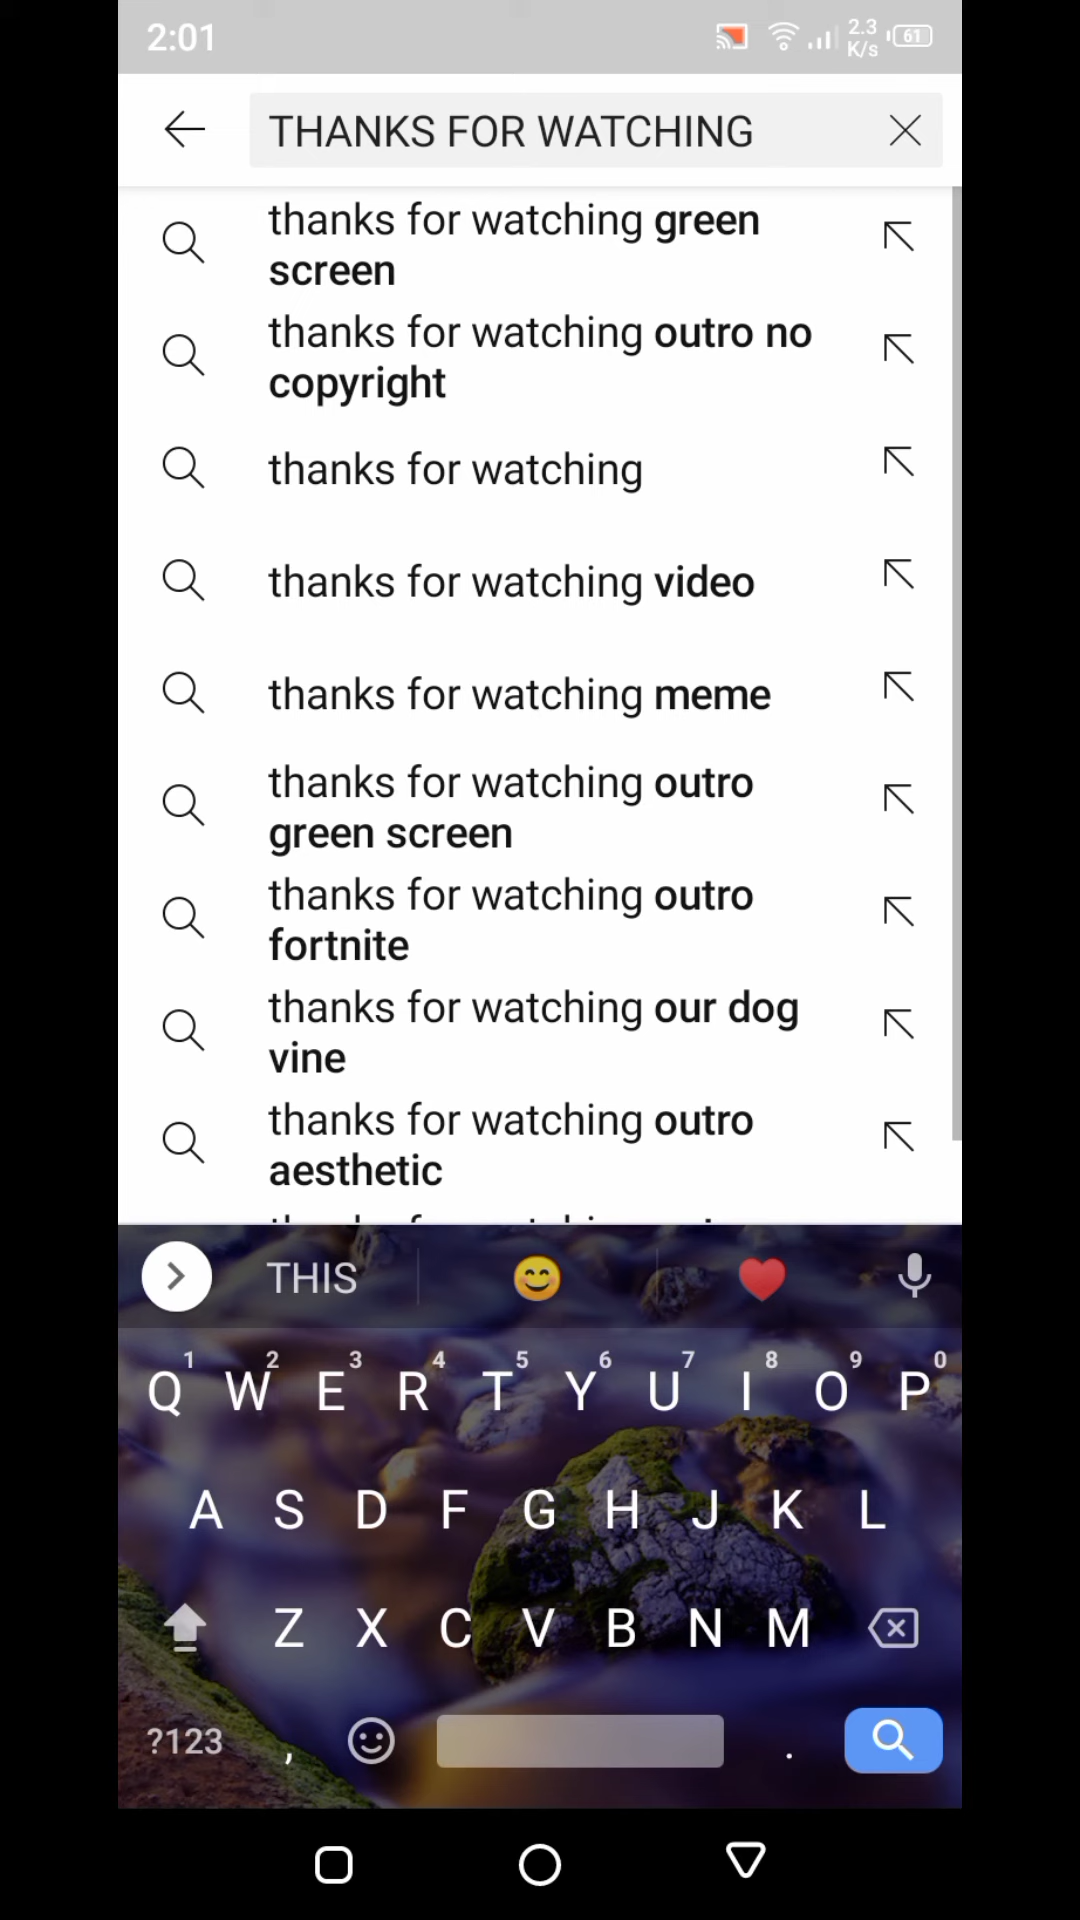 2:01
2.3
K/s
61
THANKS FOR WATCHING
thanks for watching green
screen
thanks for watching outro no
copyright
thanks for watching
thanks for watching video
thanks for watching meme
thanks for watching outro
green screen
thanks for watching outro
fortnite
thanks for watching our dog
vine
thanks for watching outro
aesthetic
THIS
1 2 3 4 5 6 7 8 9 0
Q W E R T Y U I O P
A S D F G H J K L
Z X C V B N M
?123 , .